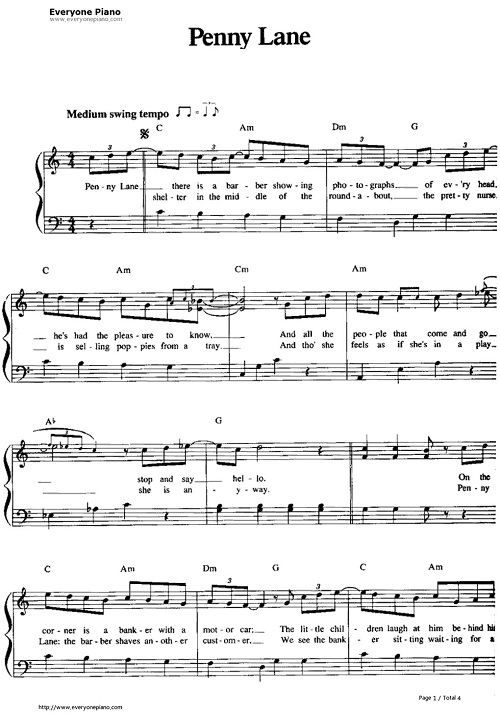 Everyone Piano
www.everyonepiano.com
Penny Lane
Medium swing tempo
C Am Dm G
Pen - ny Lane there is a bar - ber show - ing pho - to - graphs of ev - 'ry head,
shel - ter in the mid - dle of the round - a - bout, the pret - ty nurse
C Am Cm Am
he's had the pleas - ure to know, And all the peo - ple that come and go
is sel - ling pop - pies from a tray. And tho' she feels as if she's in a play
A♭ G
stop and say hel - lo. On the
she is an - y - way. Pen - ny
C Am Dm G C Am
cor - ner is a bank - er with a mo - tor car; The lit - tle chil - dren laugh at him be - hind his
Lane: the bar - ber shaves an - oth - er cust - om - er. We see the bank - er sit - ting wait - ing for a
Page 1 / Total 4
http://www.everyonepiano.com